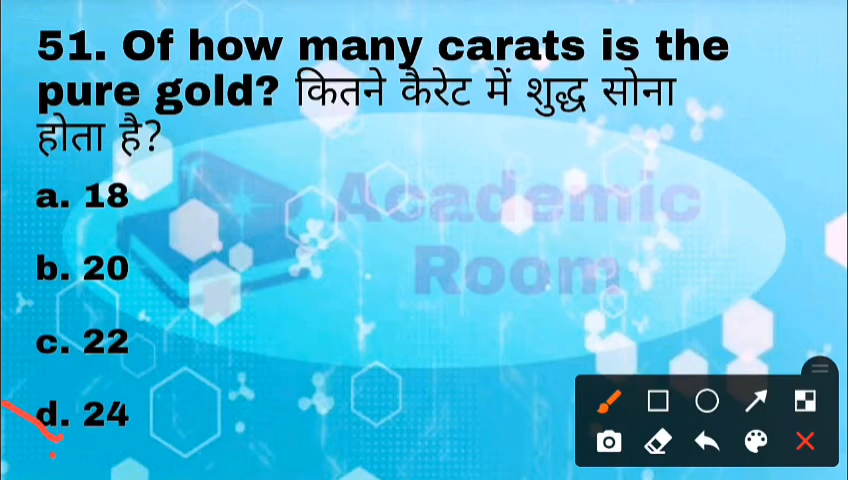 51. Of how many carats is the
pure gold? कितने कैरेट में शुद्ध सोना
होता है?
a. 18
b. 20
c. 22
d. 24
Academic
Room